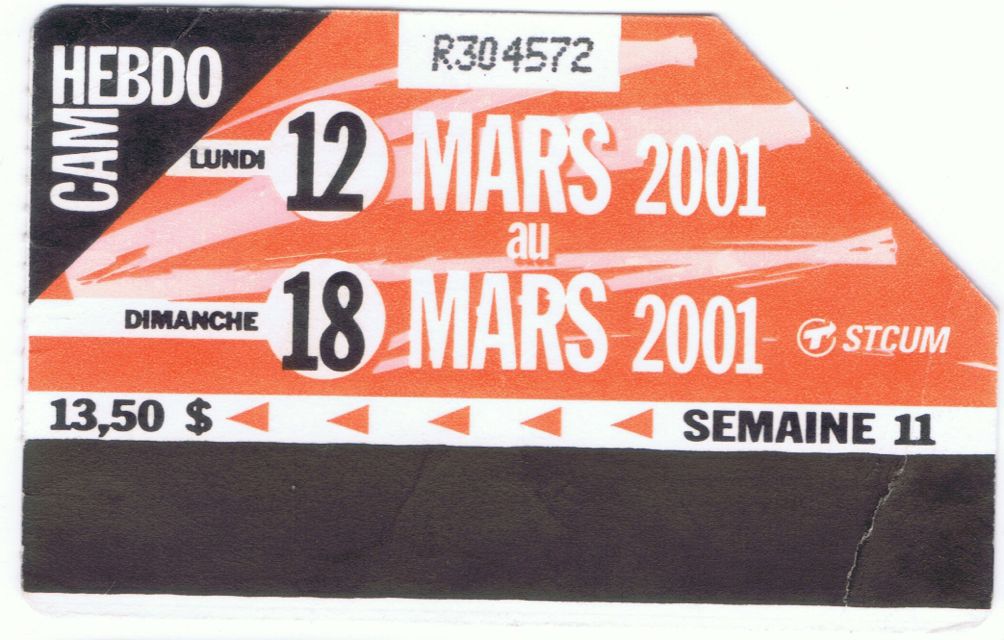 R304572
CAM HEBDO
LUNDI 12 MARS 2001
au
DIMANCHE 18 MARS 2001
STCUM
13,50 $ SEMAINE 11